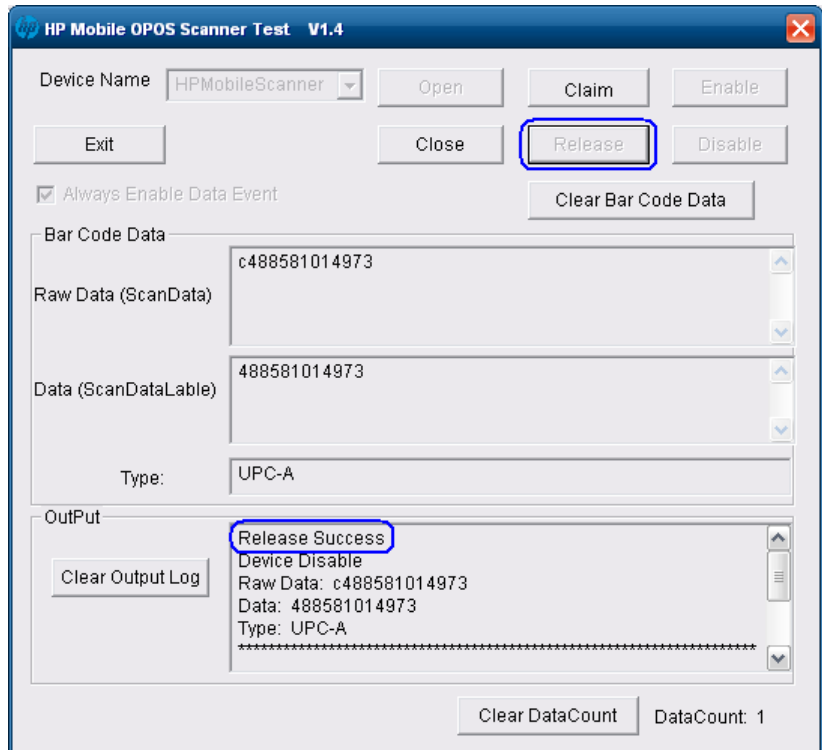 HP Mobile OPOS Scanner Test V1.4
Device Name HPMobileScanner Open Claim Enable
Exit Close Release Disable
Always Enable Data Event Clear Bar Code Data
Bar Code Data
Raw Data (ScanData) c488581014973
Data (ScanDataLable) 488581014973
Type: UPC-A
OutPut
Release Success
Device Disable
Clear Output Log Raw Data: c488581014973
Data: 488581014973
Type: UPC-A
**********************************************************************
Clear DataCount DataCount: 1